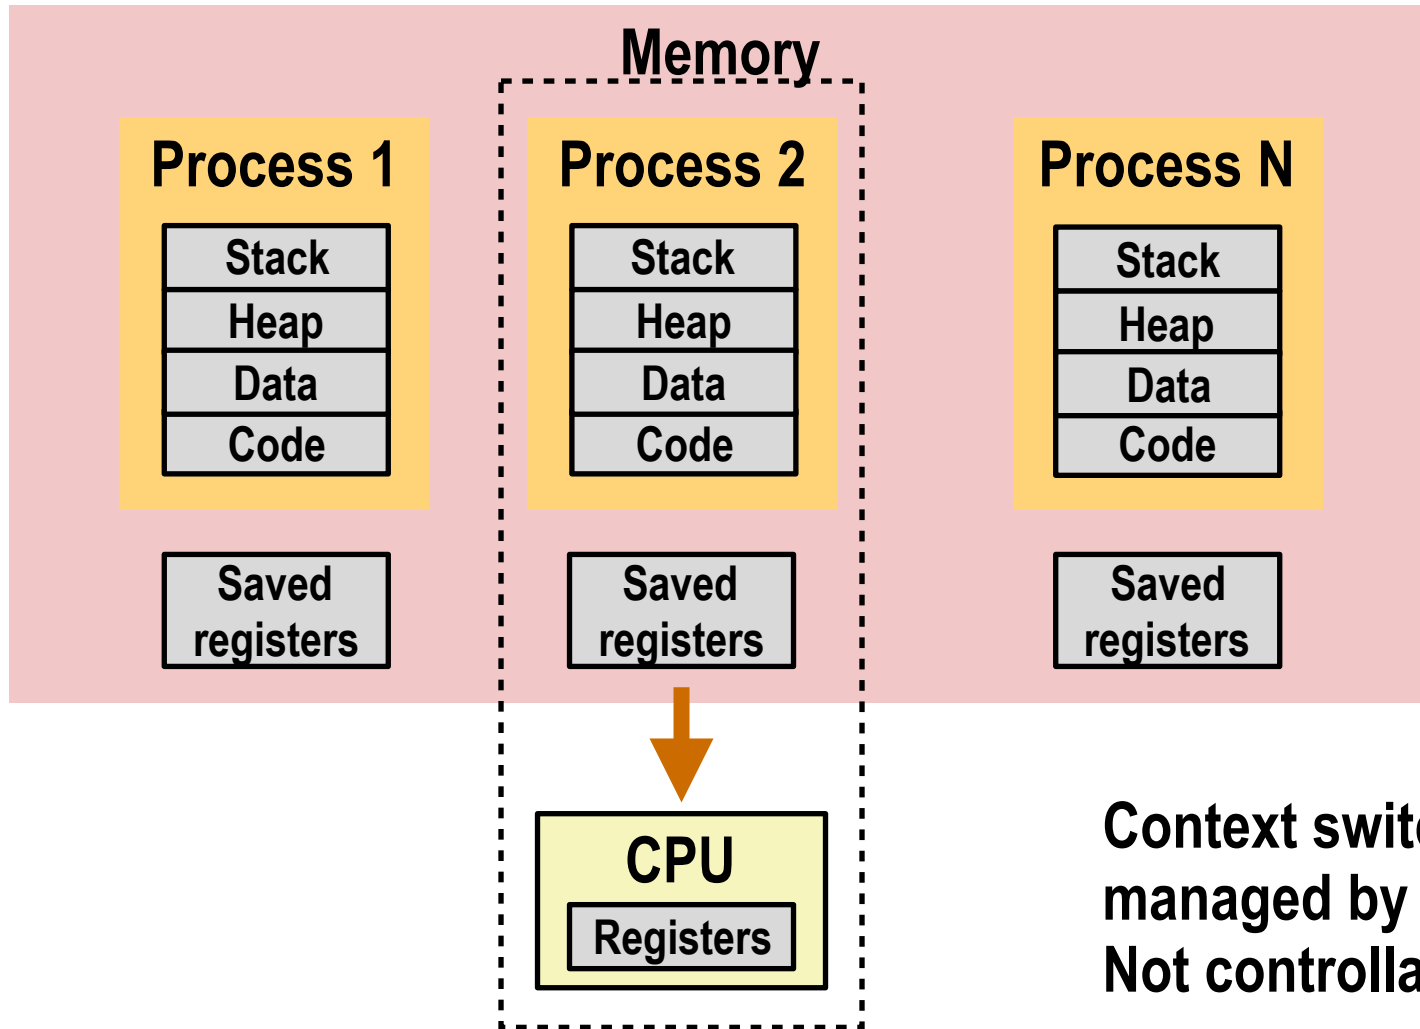 Memory
Process 1
Stack
Heap
Data
Code
Saved
registers
Process 2
Stack
Heap
Data
Code
Saved
registers
Process N
Stack
Heap
Data
Code
Saved
registers
CPU
Registers
Context
managed by
Not